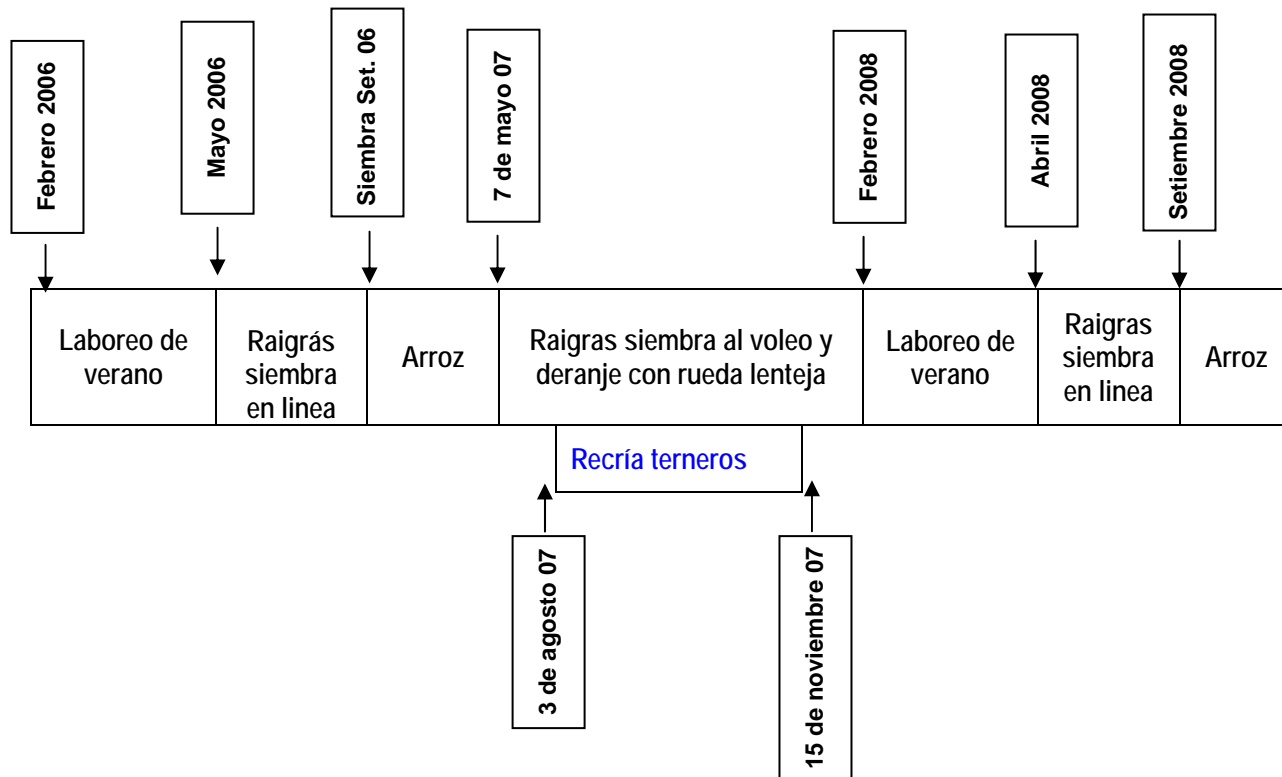 Febrero 2006
Mayo 2006
Siembra Set. 06
7 de mayo 07
Febrero 2008
Abril 2008
Setiembre 2008
Laboreo de
verano
Raigrás
siembra
en linea
Arroz
Raigras siembra al voleo y
deranje con rueda lenteja
Laboreo de
verano
Raigras
siembra
en linea
Arroz
Recría terneros
3 de agosto 07
15 de noviembre 07